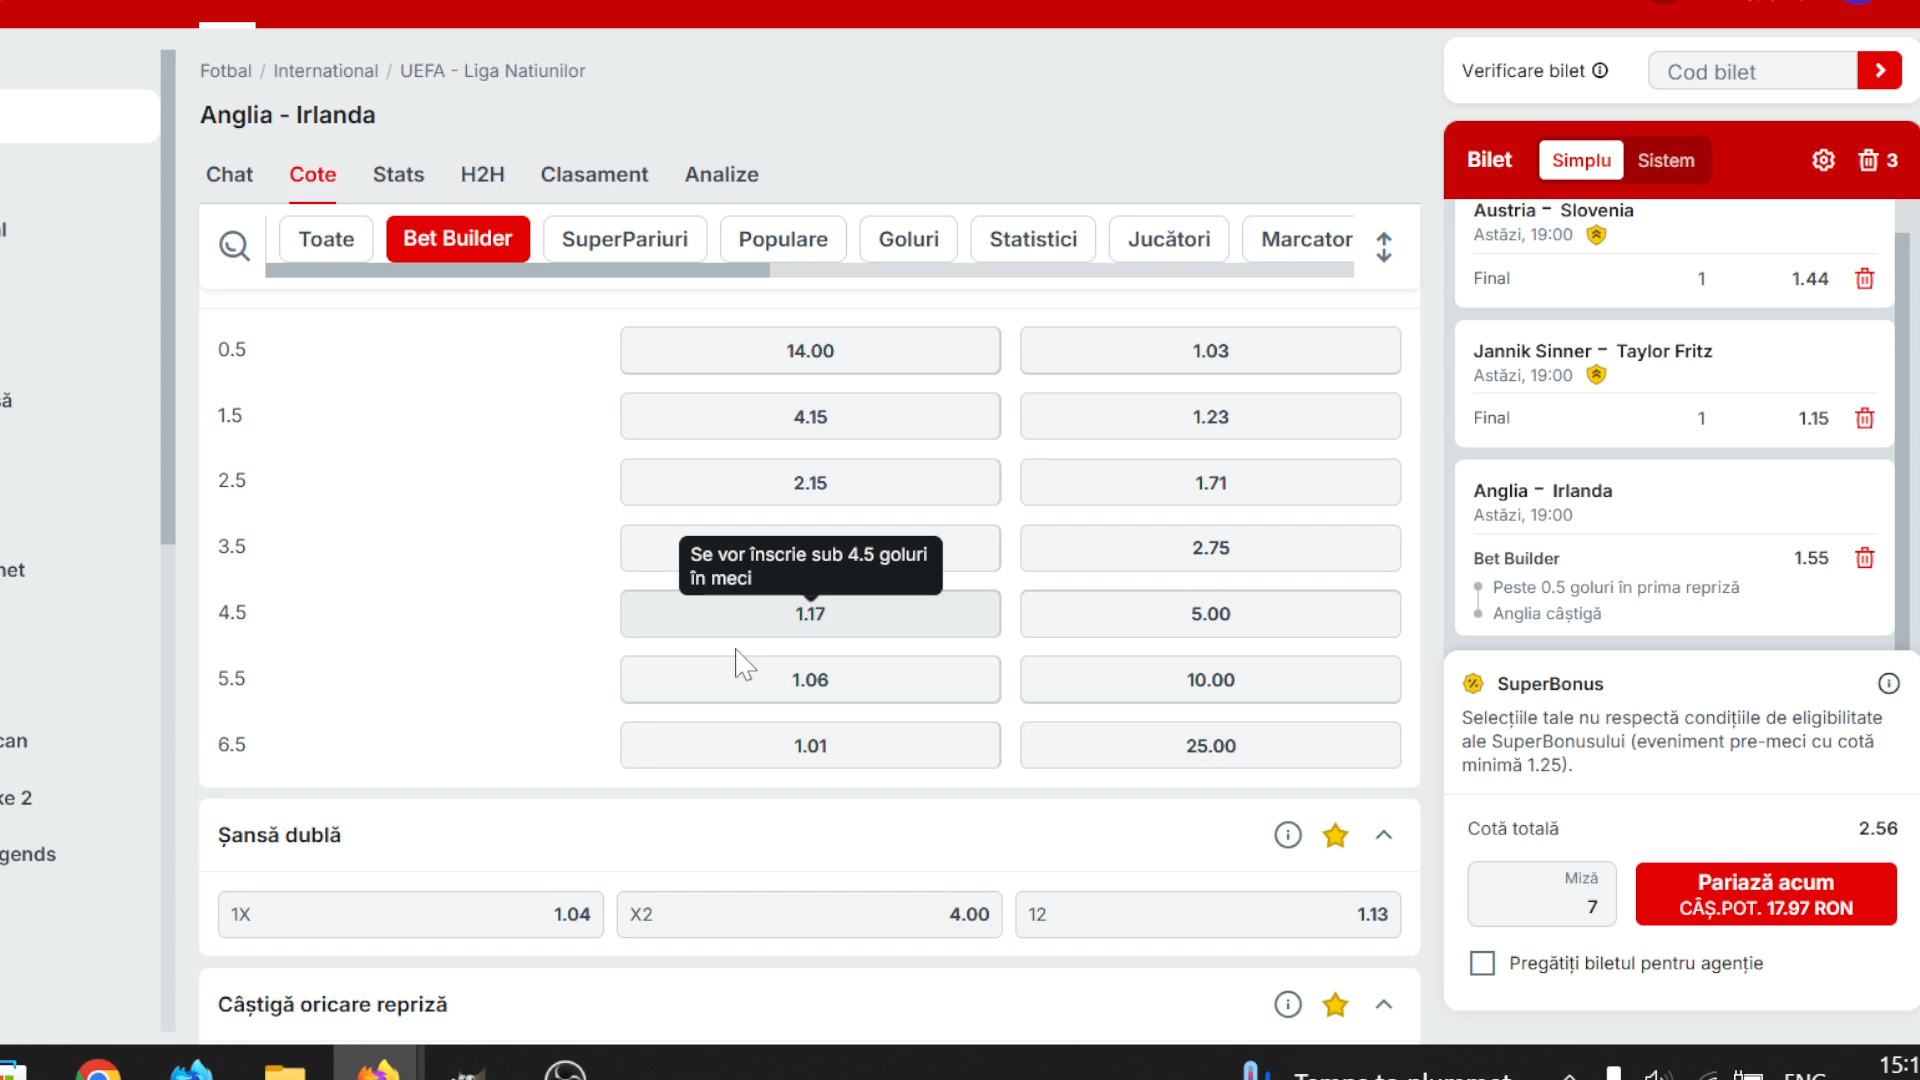 Fotbal / International / UEFA - Liga Natiunilor
Anglia - Irlanda
Chat Cote Stats H2H Clasament Analize
Toate Bet Builder SuperPariuri Populare Goluri Statistici Jucători Marcator
0.5 14.00 1.03
1.5 4.15 1.23
2.5 2.15 1.71
3.5 2.75
Se vor înscrie sub 4.5 goluri
în meci
4.5 1.17 5.00
5.5 1.06 10.00
6.5 1.01 25.00
Șansă dublă
1X 1.04 X2 4.00 12 1.13
Câștigă oricare repriză
Verificare bilet Cod bilet
Bilet Simplu Sistem 3
Austria - Slovenia
Astăzi, 19:00
Final 1 1.44
Jannik Sinner - Taylor Fritz
Astăzi, 19:00
Final 1 1.15
Anglia - Irlanda
Astăzi, 19:00
Bet Builder 1.55
Peste 0.5 goluri în prima repriză
Anglia câștigă
SuperBonus
Selecțiile tale nu respectă condițiile de eligibilitate
ale SuperBonusului (eveniment pre-meci cu cotă
minimă 1.25).
Cotă totală 2.56
Miză
7
Pariază acum
CÂȘ.POT. 17.97 RON
Pregătiți biletul pentru agenție
ENG